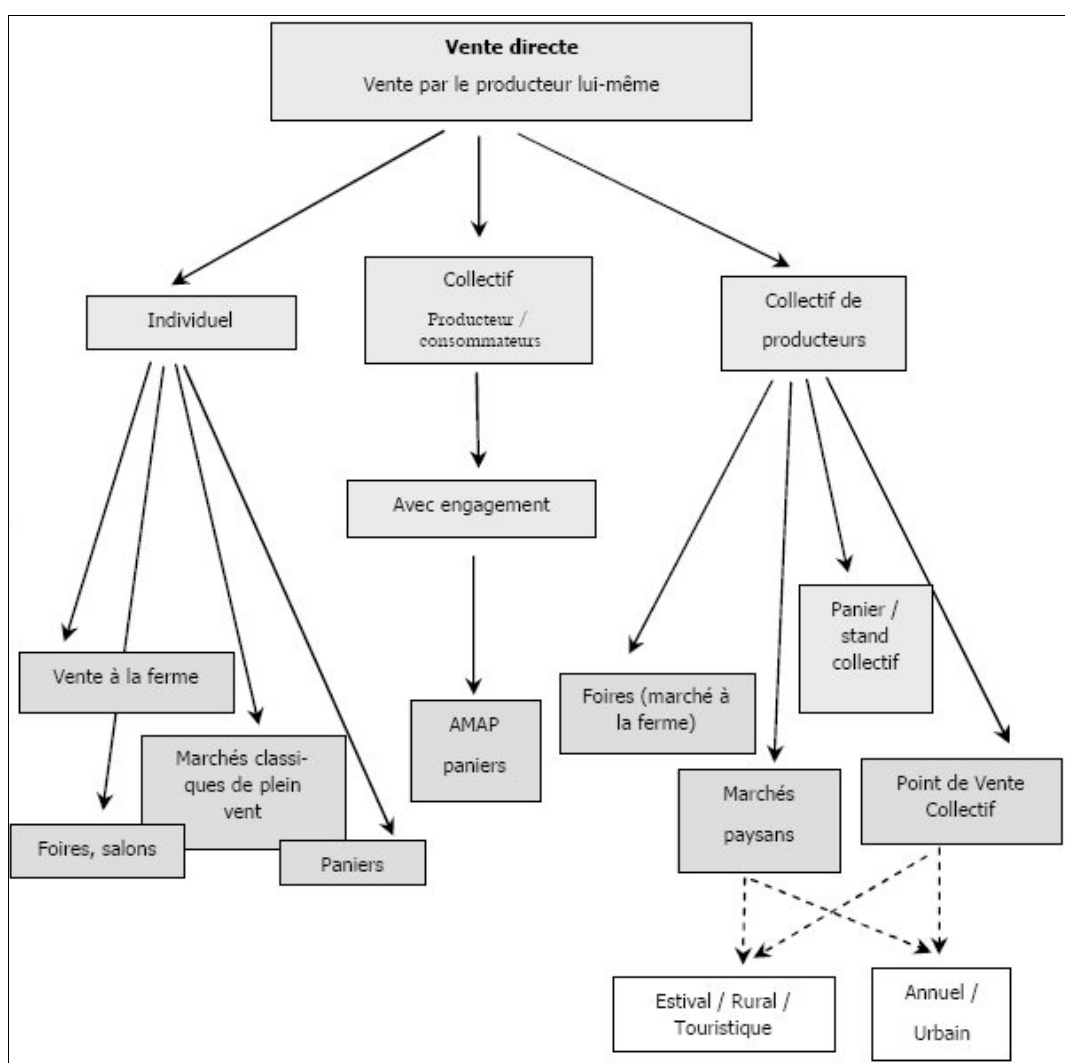 Vente directe
Vente par le producteur lui-même
Individuel
Collectif
Producteur /
consommateurs
Collectif de
producteurs
Avec engagement
Vente à la ferme
Marchés classi-
ques de plein
vent
Foires, salons
Paniers
AMAP
paniers
Foires (marché à
la ferme)
Panier /
stand
collectif
Marchés
paysans
Point de Vente
Collectif
Estival / Rural /
Touristique
Annuel /
Urbain